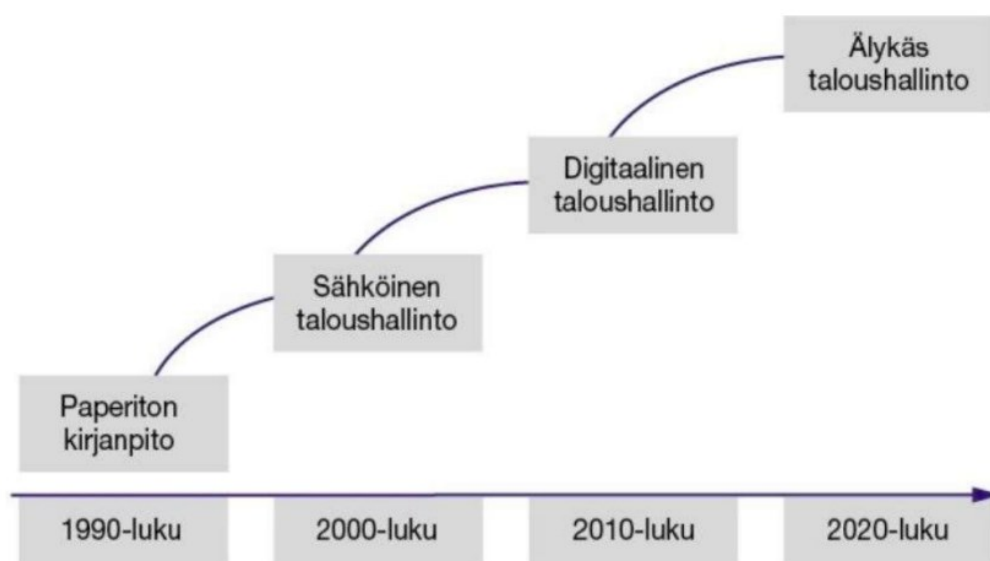 Älykäs
taloushallinto
Digitaalinen
taloushallinto
Sähköinen
taloushallinto
Paperiton
kirjanpito
1990-luku
2000-luku
2010-luku
2020-luku